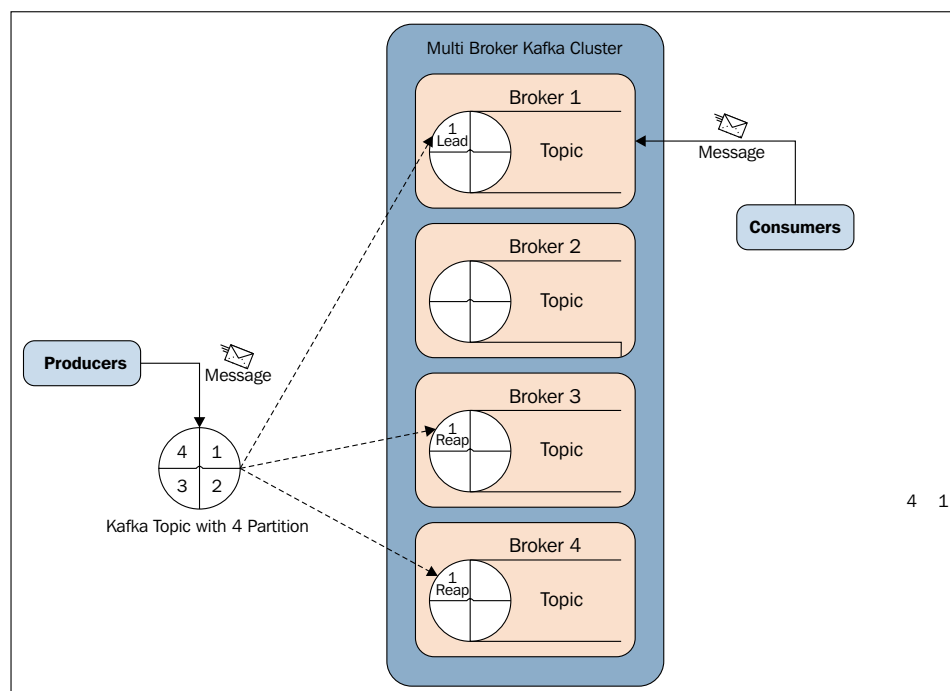 Multi Broker Kafka Cluster
Broker 1
1
Lead
Topic
Message
Consumers
Broker 2
Topic
Producers
Message
Broker 3
1
Reap
Topic
4 1
3 2
Kafka Topic with 4 Partition
4 1
Broker 4
1
Reap
Topic